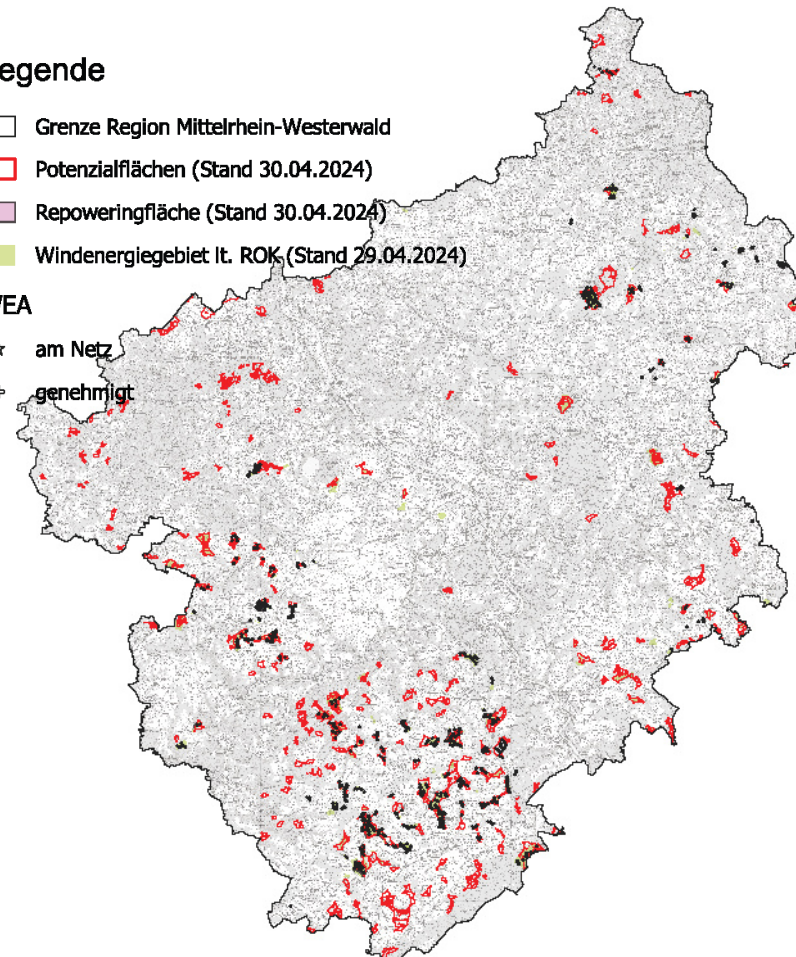 egende
Grenze Region Mittelrhein-Westerwald
Potenzialflächen (Stand 30.04.2024)
Repoweringfläche (Stand 30.04.2024)
Windenergiegebiet lt. ROK (Stand 29.04.2024)
EA
am Netz
genehmigt